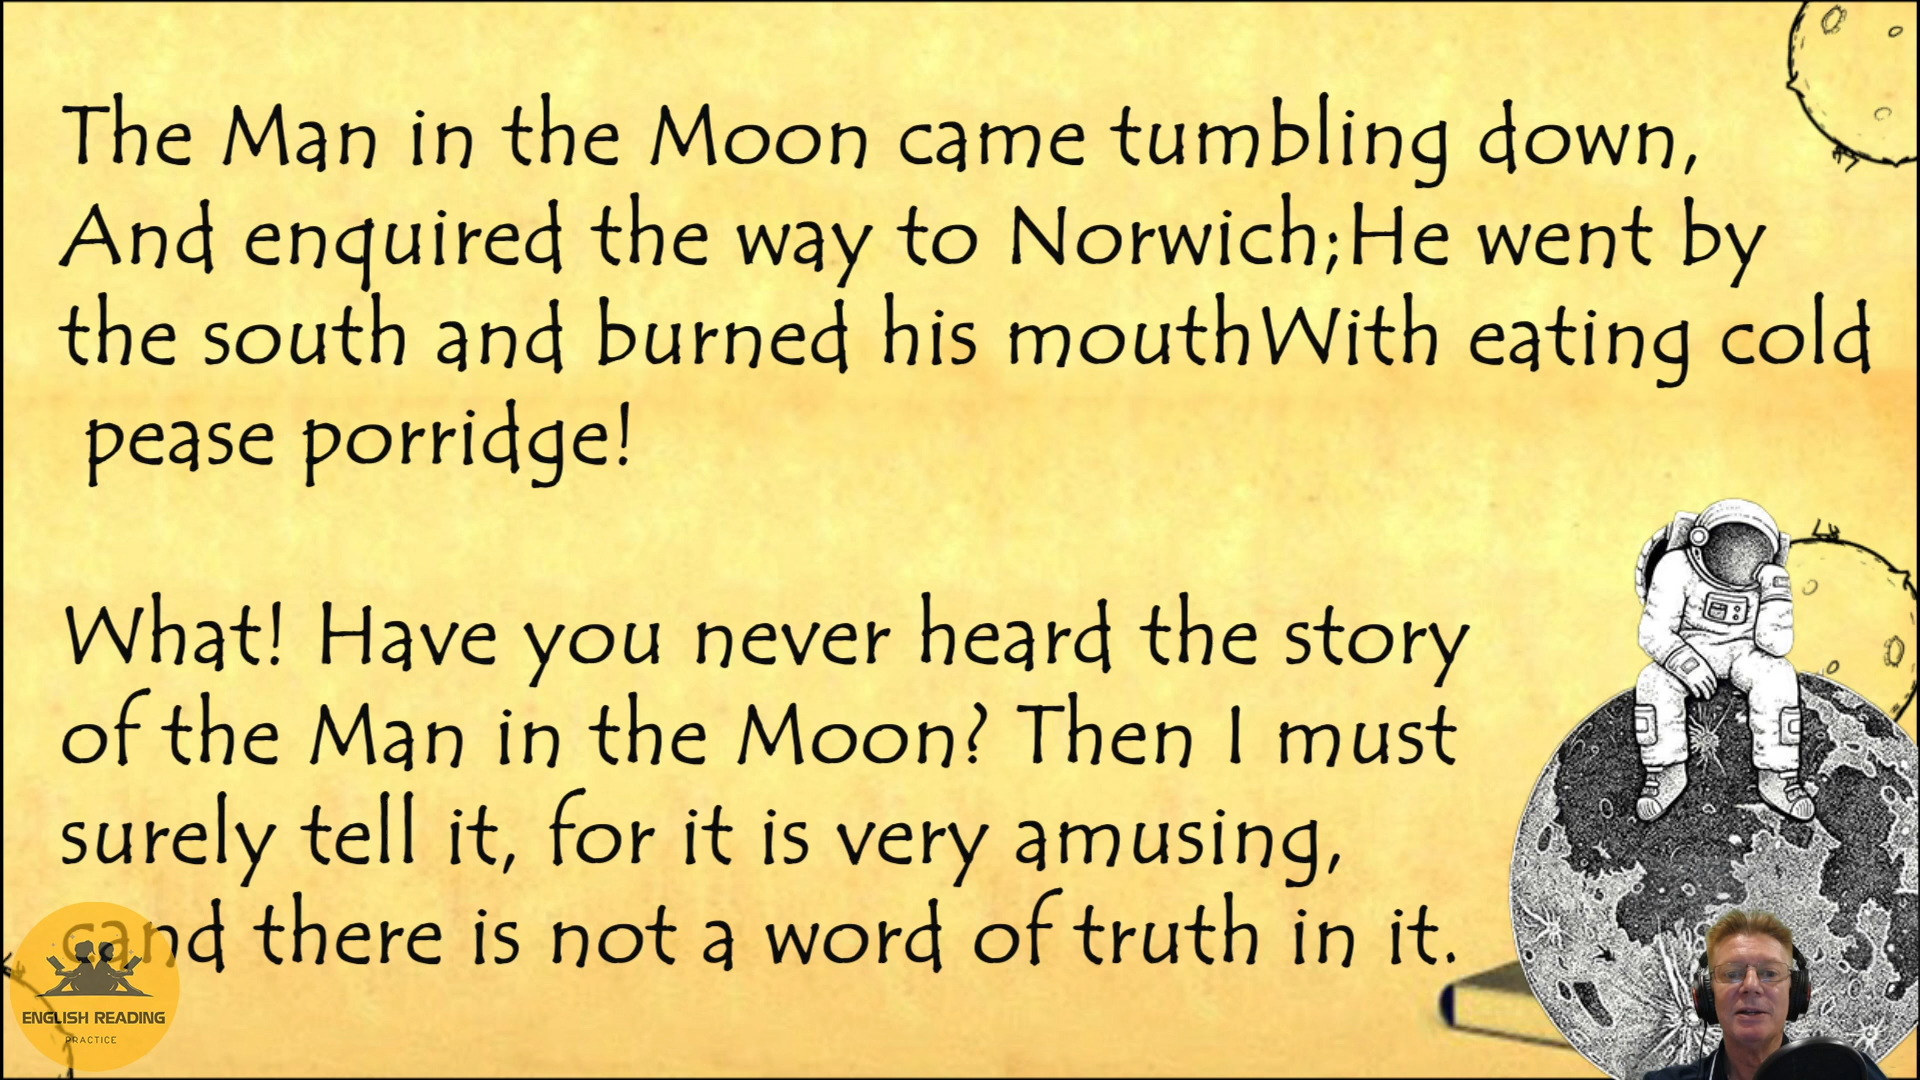 The Man in the Moon came tumbling down,
And enquired the way to Norwich;He went by
the south and burned his mouthWith eating cold
pease porridge!
What! Have you never heard the story
of the Man in the Moon? Then I must
surely tell it, for it is very amusing,
and there is not a word of truth in it.
ENGLISH READING
PRACTICE